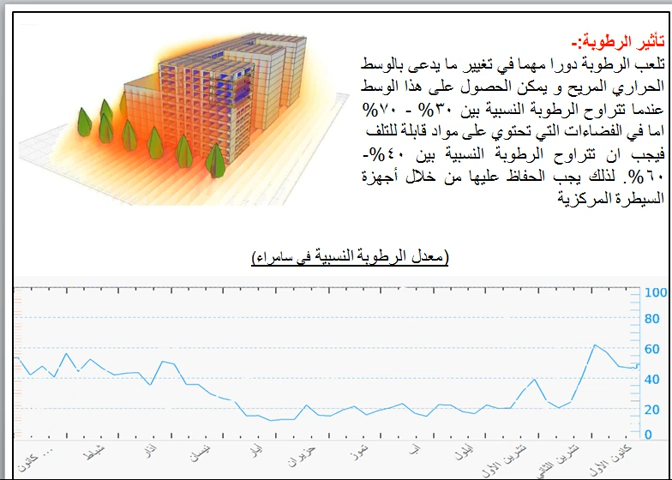 تأثير الرطوبة:-
تلعب الرطوبة دورا مهما في تغيير ما يدعى بالوسط
الحراري المريح و يمكن الحصول على هذا الوسط
عندما تتراوح الرطوبة النسبية بين ٣٠% - ٧٠%
اما في الفضاءات التي تحتوي على مواد قابلة للتلف
فيجب ان تتراوح الرطوبة النسبية بين ٤٠%-
٦٠%. لذلك يجب الحفاظ عليها من خلال أجهزة
السيطرة المركزية
(معدل الرطوبة النسبية في سامراء)
100
80
60
40
20
0
كانون ...
شباط
آذار
نيسان
أيار
حزيران
تموز
آب
أيلول
تشرين الأول
تشرين الثاني
كانون الأول